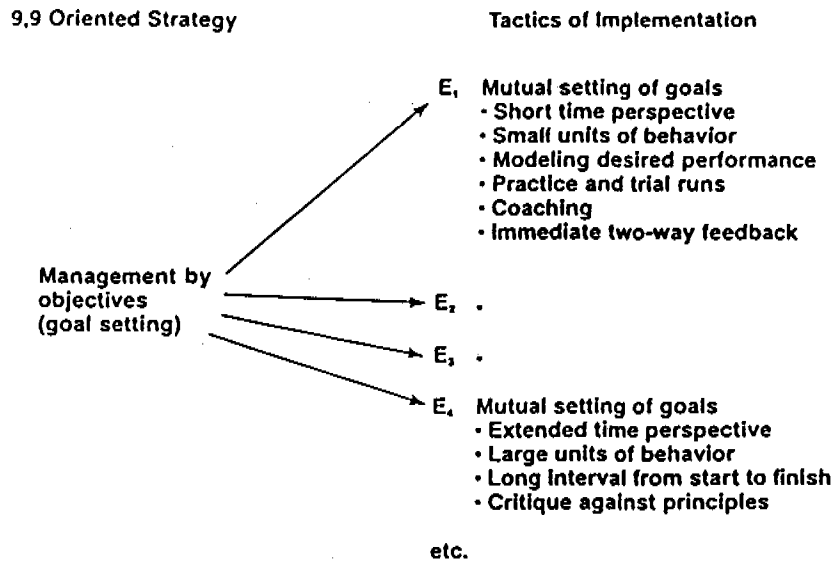 9,9 Oriented Strategy
Tactics of Implementation
E₁ Mutual setting of goals
• Short time perspective
• Small units of behavior
• Modeling desired performance
• Practice and trial runs
• Coaching
• Immediate two-way feedback
Management by
objectives
(goal setting)
E₂ •
E₃ •
E₄ Mutual setting of goals
• Extended time perspective
• Large units of behavior
• Long interval from start to finish
• Critique against principles
etc.